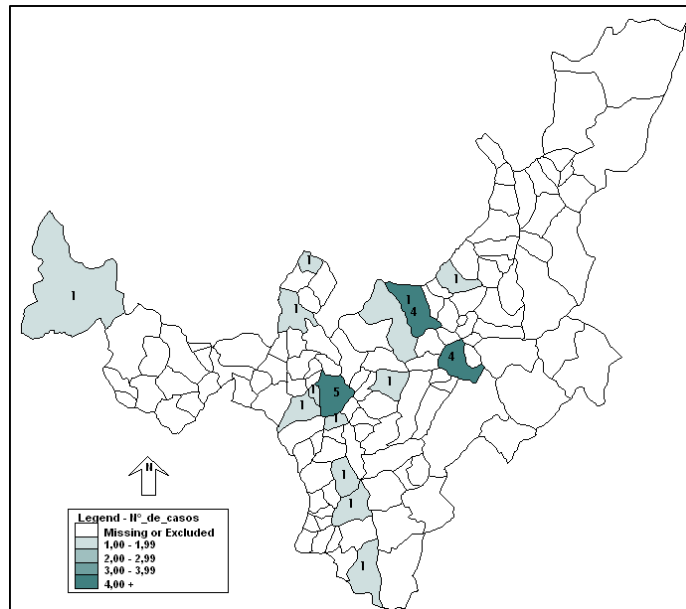 1
1
1
1
1
4
4
1
1
5
1
1
1
1
1
N
Legend - Nº_de_casos
Missing or Excluded
1,00 - 1,99
2,00 - 2,99
3,00 - 3,99
4,00 +